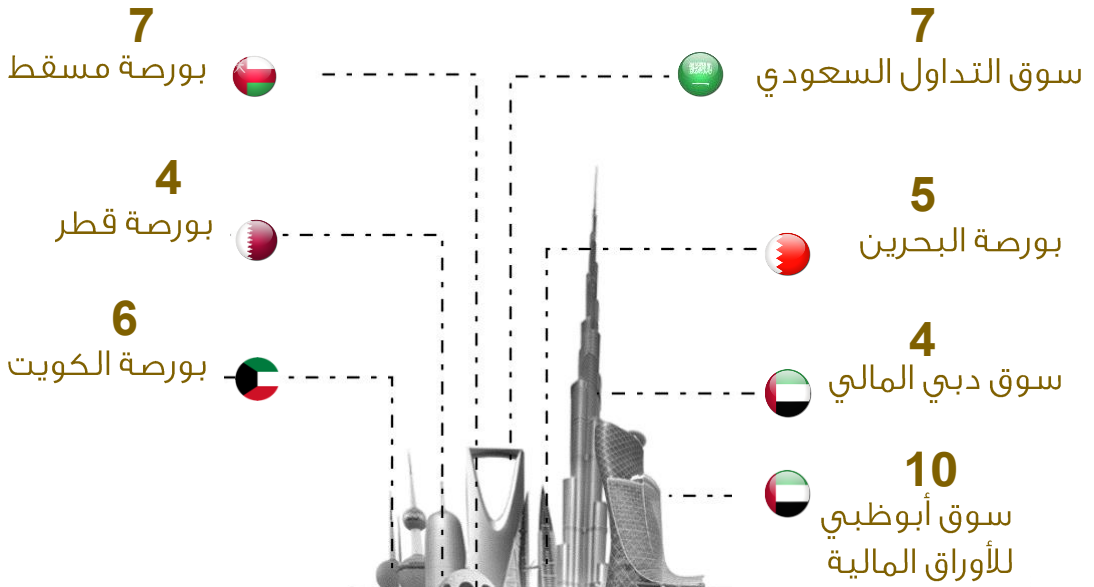 7
سوق التداول السعودي
5
بورصة البحرين
4
سوق دبي المالي
10
سوق أبوظبي
للأوراق المالية
7
بورصة مسقط
4
بورصة قطر
6
بورصة الكويت